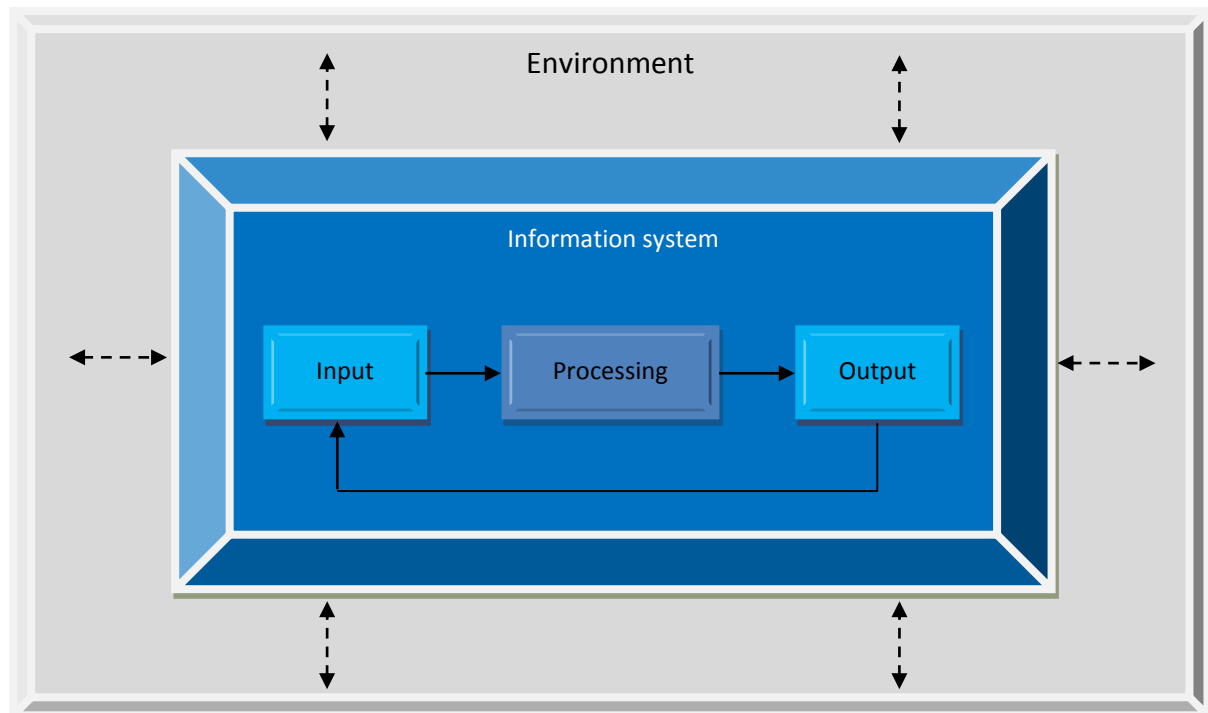 Environment
Information system
Input
Processing
Output